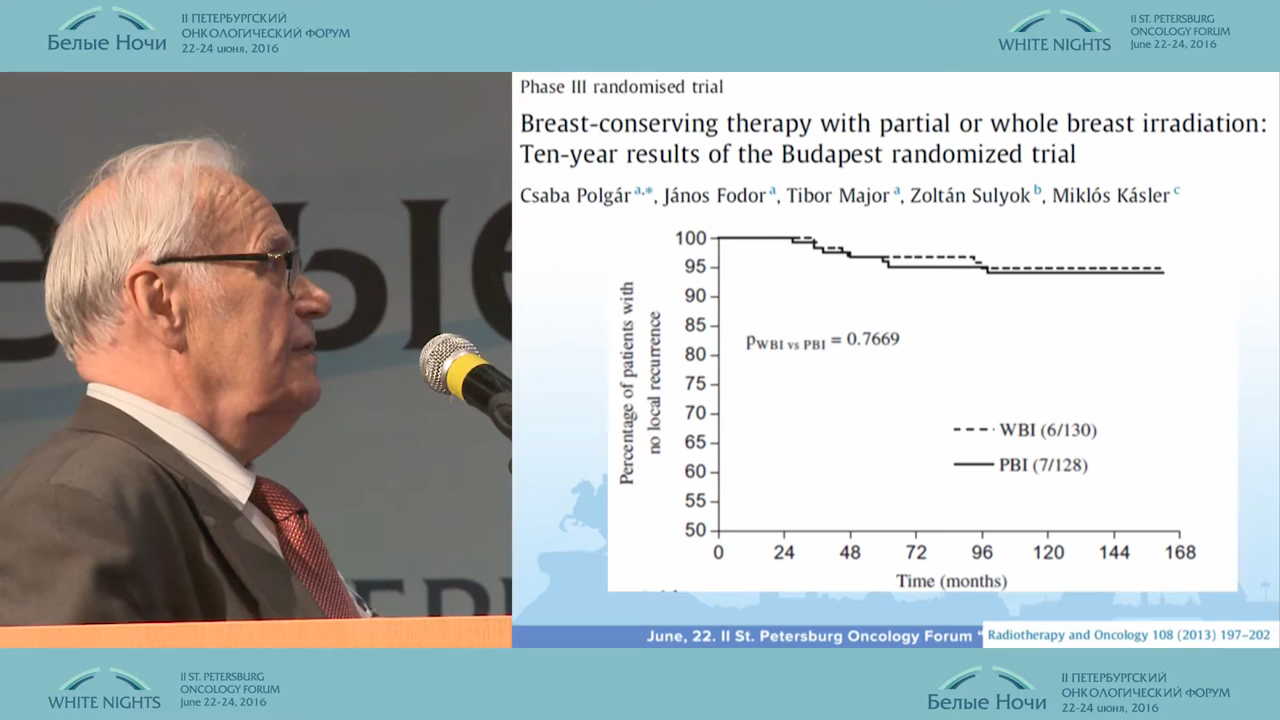 II ПЕТЕРБУРГСКИЙ
ОНКОЛОГИЧЕСКИЙ ФОРУМ
Белые Ночи
22-24 июня, 2016
II ST. PETERSBURG
ONCOLOGY FORUM
WHITE NIGHTS
June 22-24, 2016
Phase III randomised trial
Breast-conserving therapy with partial or whole breast irradiation:
Ten-year results of the Budapest randomized trial
Csaba Polgár a,*, János Fodor a, Tibor Major a, Zoltán Sulyok b, Miklós Kásler c
Percentage of patients with
no local recurrence
100
95
90
85
80
75
70
65
60
55
50
pWBI vs PBI = 0.7669
WBI (6/130)
PBI (7/128)
0 24 48 72 96 120 144 168
Time (months)
June, 22. II St. Petersburg Oncology Forum "
Radiotherapy and Oncology 108 (2013) 197–202
II ST. PETERSBURG
ONCOLOGY FORUM
WHITE NIGHTS
June 22-24, 2016
II ПЕТЕРБУРГСКИЙ
ОНКОЛОГИЧЕСКИЙ ФОРУМ
Белые Ночи
22-24 июня, 2016